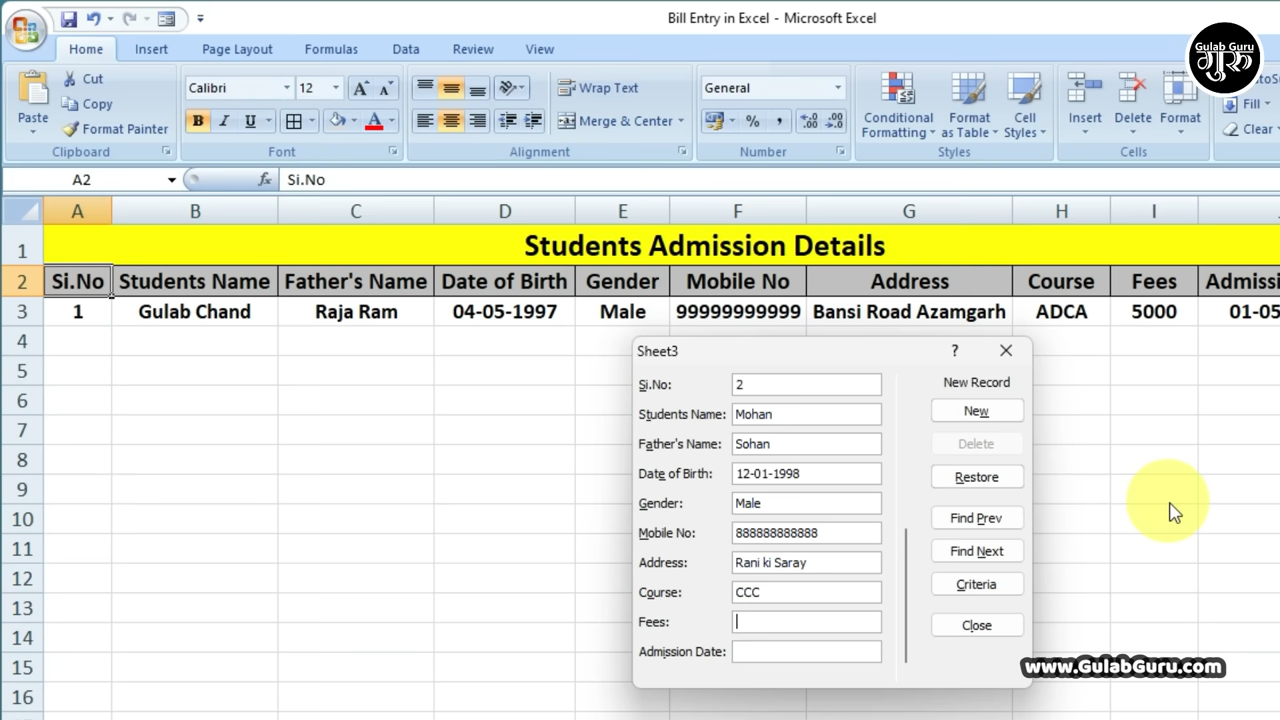 Bill Entry in Excel - Microsoft Excel
Home Insert Page Layout Formulas Data Review View
Gulab Guru
गुरु
Paste
Cut
Copy
Format Painter
Clipboard
Calibri 12
B I U
Font
Wrap Text
Merge & Center
Alignment
General
% ,
Number
Conditional Formatting
Format as Table
Cell Styles
Styles
Insert Delete Format
Cells
Fill
Clear
A2 fx Si.No
A B C D E F G H I
1 Students Admission Details
2 Si.No Students Name Father's Name Date of Birth Gender Mobile No Address Course Fees Admissi
3 1 Gulab Chand Raja Ram 04-05-1997 Male 99999999999 Bansi Road Azamgarh ADCA 5000 01-05
4
5
6
7
8
9
10
11
12
13
14
15
16
Sheet3 ?
Si.No: 2
Students Name: Mohan
Father's Name: Sohan
Date of Birth: 12-01-1998
Gender: Male
Mobile No: 888888888888
Address: Rani ki Saray
Course: CCC
Fees:
Admission Date:
New Record
New
Delete
Restore
Find Prev
Find Next
Criteria
Close
www.GulabGuru.com